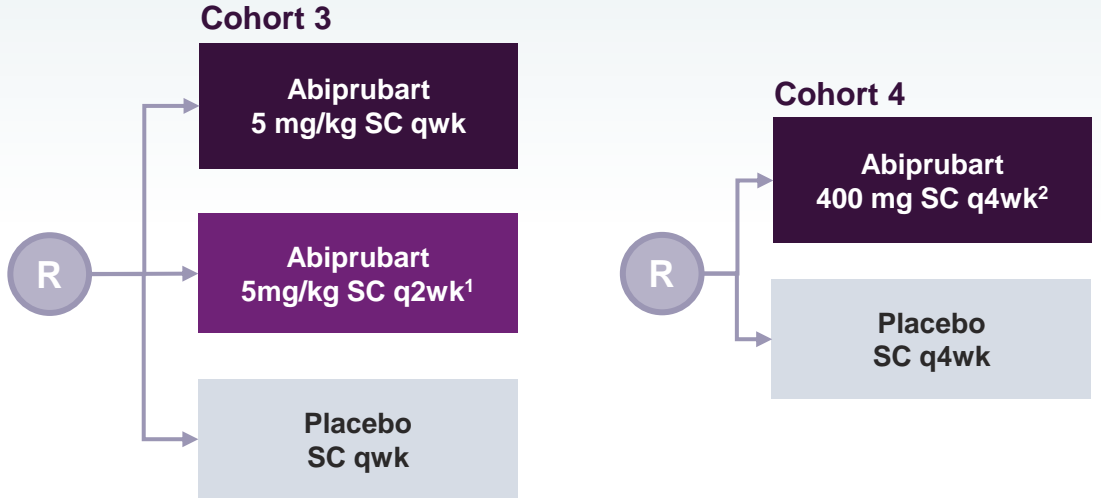 Cohort 3
R
Abiprubart
5 mg/kg SC qwk
Abiprubart
5mg/kg SC q2wk¹
Placebo
SC qwk
Cohort 4
R
Abiprubart
400 mg SC q4wk²
Placebo
SC q4wk